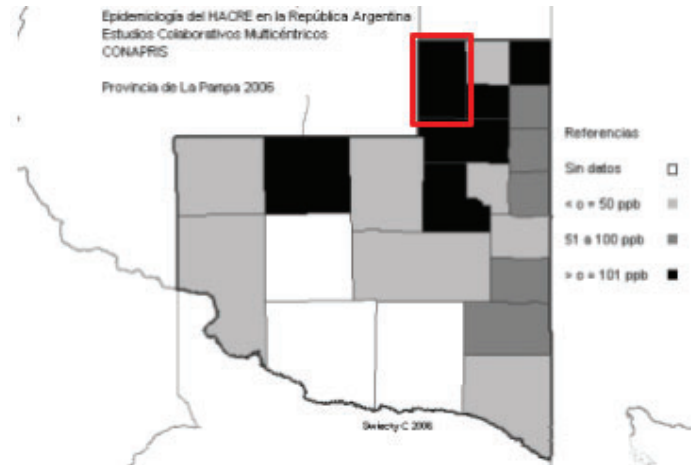 Epidemiología del HACRE en la República Argentina
Estudios Colaborativos Multicéntricos
CONAPRIS
Provincia de La Pampa 2006
Referencias
Sin datos
< o = 50 ppb
51 a 100 ppb
> o = 101 ppb
C 2006